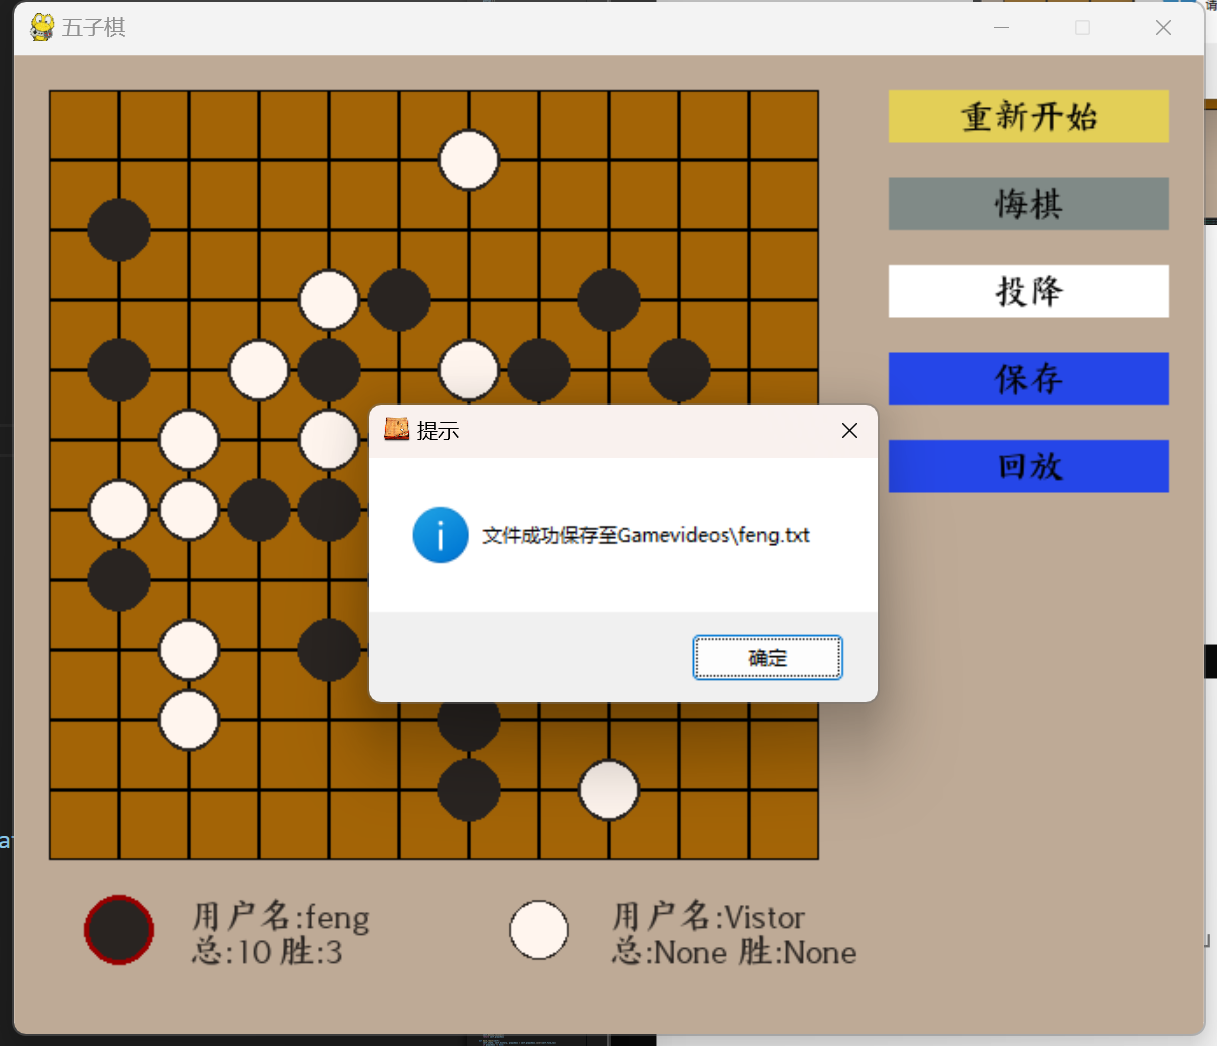 五子棋
重新开始
悔棋
投降
保存
回放
提示
文件成功保存至Gamevideos\feng.txt
确定
用户名:feng
总:10 胜:3
用户名:Vistor
总:None 胜:None